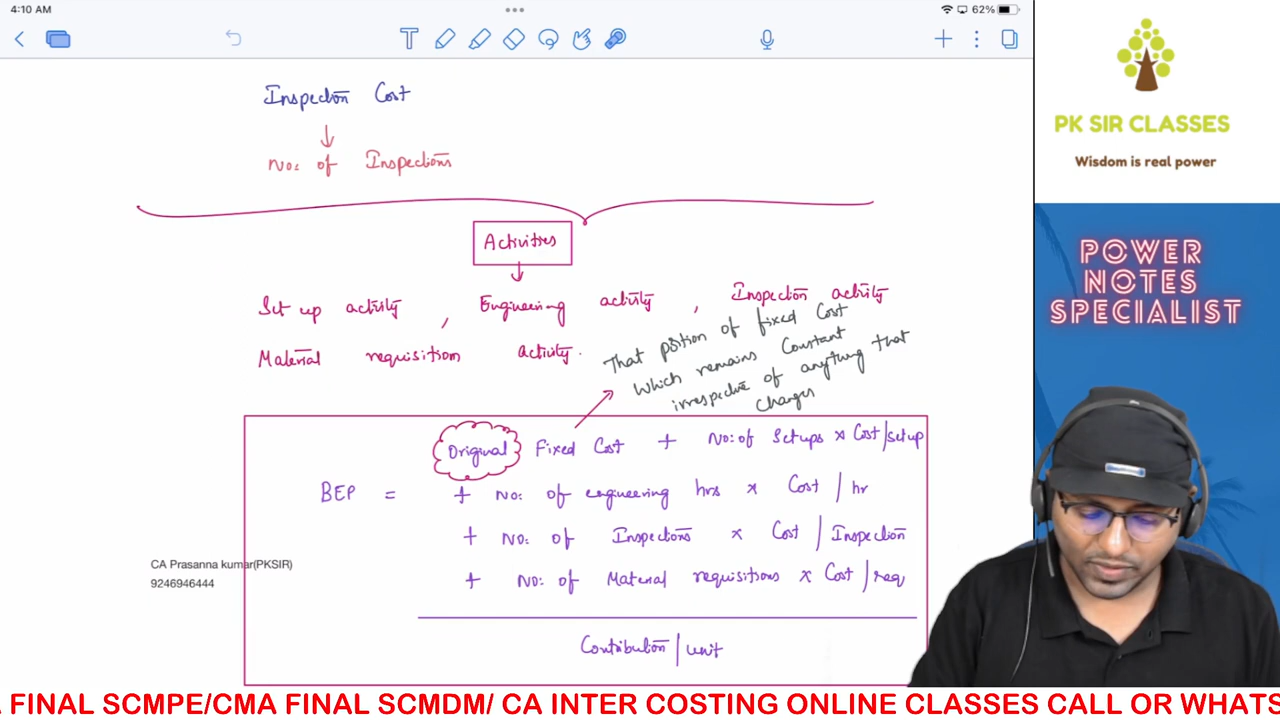 4:10 AM
62%
Inspection Cost
No: of Inspections
Activities
Set up activity, Engineering activity, Inspection activity
Material requisition activity.
That portion of fixed Cost
Which remains Constant
irrespective of anything that
Changes
Original Fixed Cost + No: of Setups x Cost/setup
BEP = + No: of engineering hrs x Cost / hr
+ No: of Inspections x Cost / Inspection
+ No: of Material requisitions x Cost /req
Contribution / unit
CA Prasanna kumar(PKSIR)
9246946444
PK SIR CLASSES
Wisdom is real power
POWER
NOTES
SPECIALIST
A FINAL SCMPE/CMA FINAL SCMDM/ CA INTER COSTING ONLINE CLASSES CALL OR WHATS